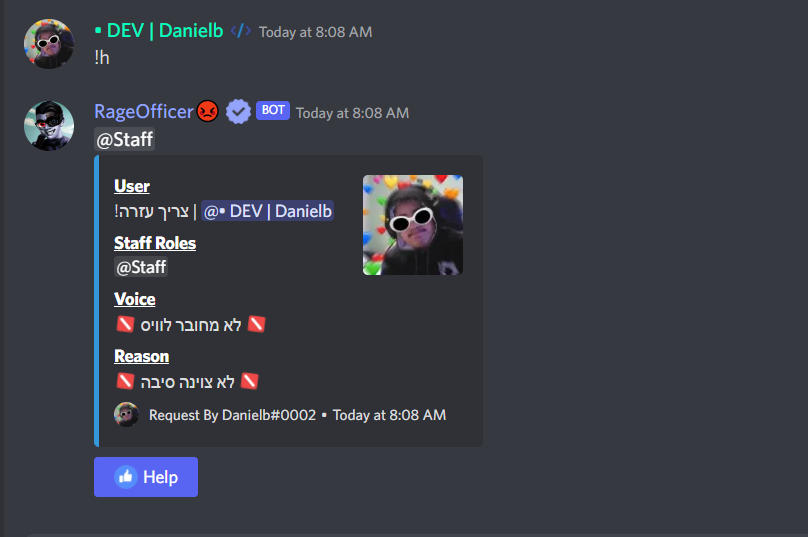 • DEV | Danielb </> Today at 8:08 AM
!h
RageOfficer BOT Today at 8:08 AM
@Staff
User
@• DEV | Danielb | צריך עזרה!
Staff Roles
@Staff
Voice
לא מחובר לוויס
Reason
לא צוינה סיבה
Request By Danielb#0002 • Today at 8:08 AM
Help